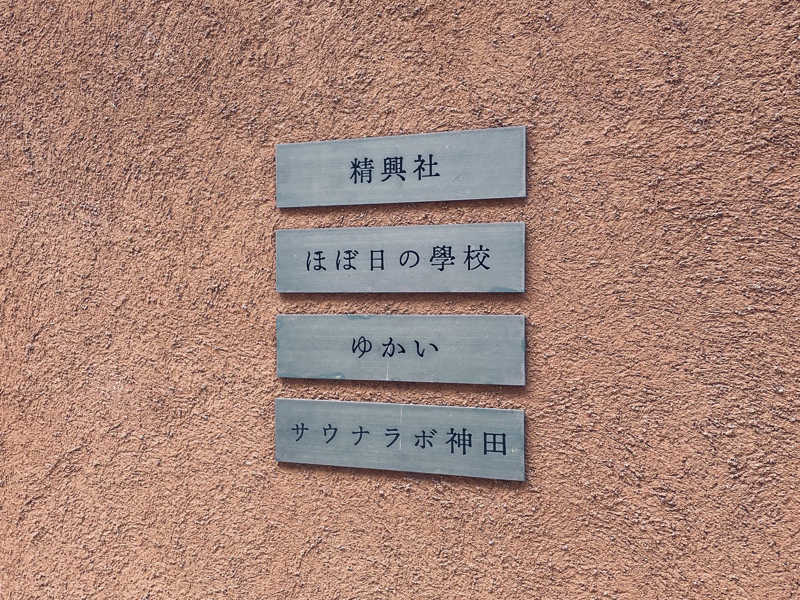 精興社
ほぼ日の學校
ゆかい
サウナラボ神田